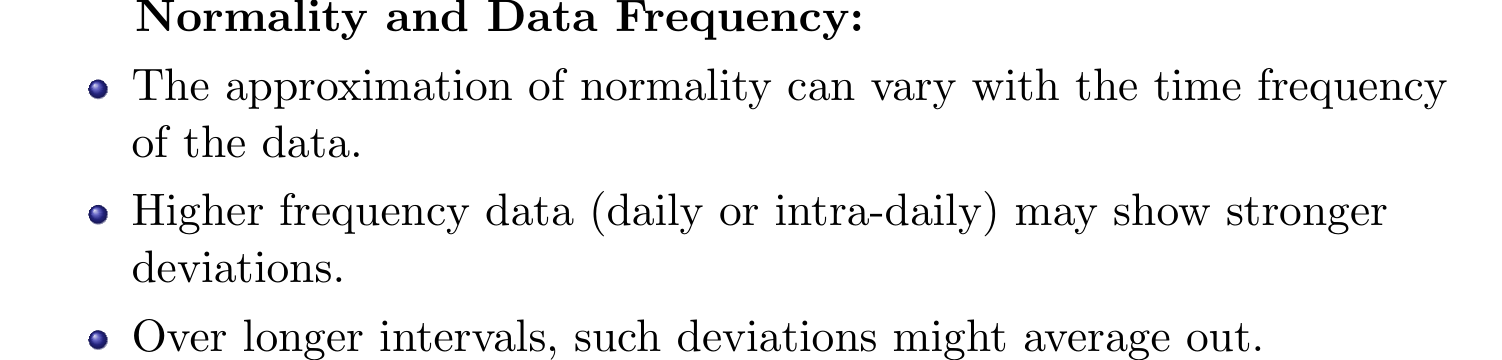 Normality and Data Frequency:
The approximation of normality can vary with the time frequency
of the data.
Higher frequency data (daily or intra-daily) may show stronger
deviations.
Over longer intervals, such deviations might average out.